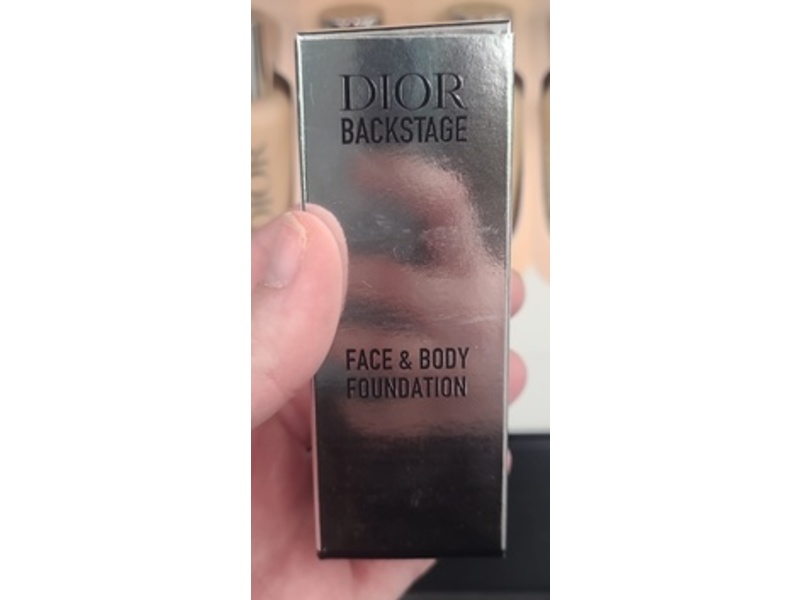 DIOR
BACKSTAGE
FACE & BODY
FOUNDATION